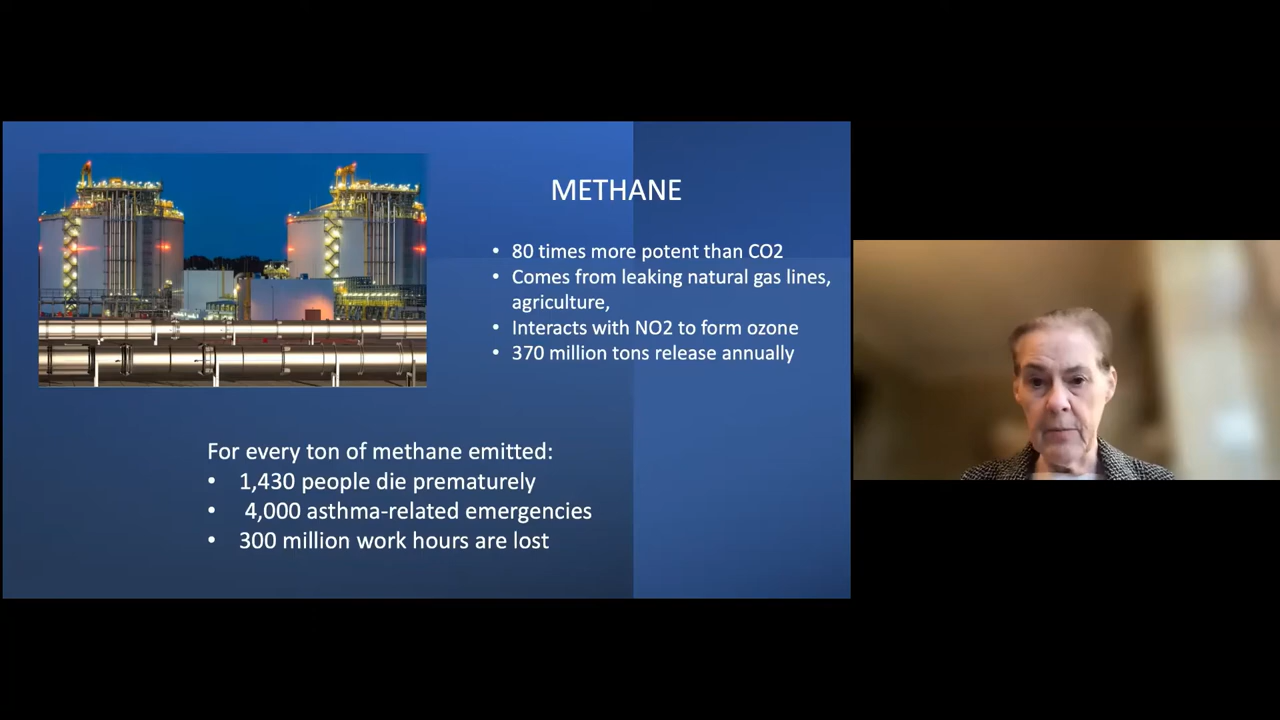 METHANE
• 80 times more potent than CO2
• Comes from leaking natural gas lines,
agriculture,
• Interacts with NO2 to form ozone
• 370 million tons release annually
For every ton of methane emitted:
• 1,430 people die prematurely
• 4,000 asthma-related emergencies
• 300 million work hours are lost